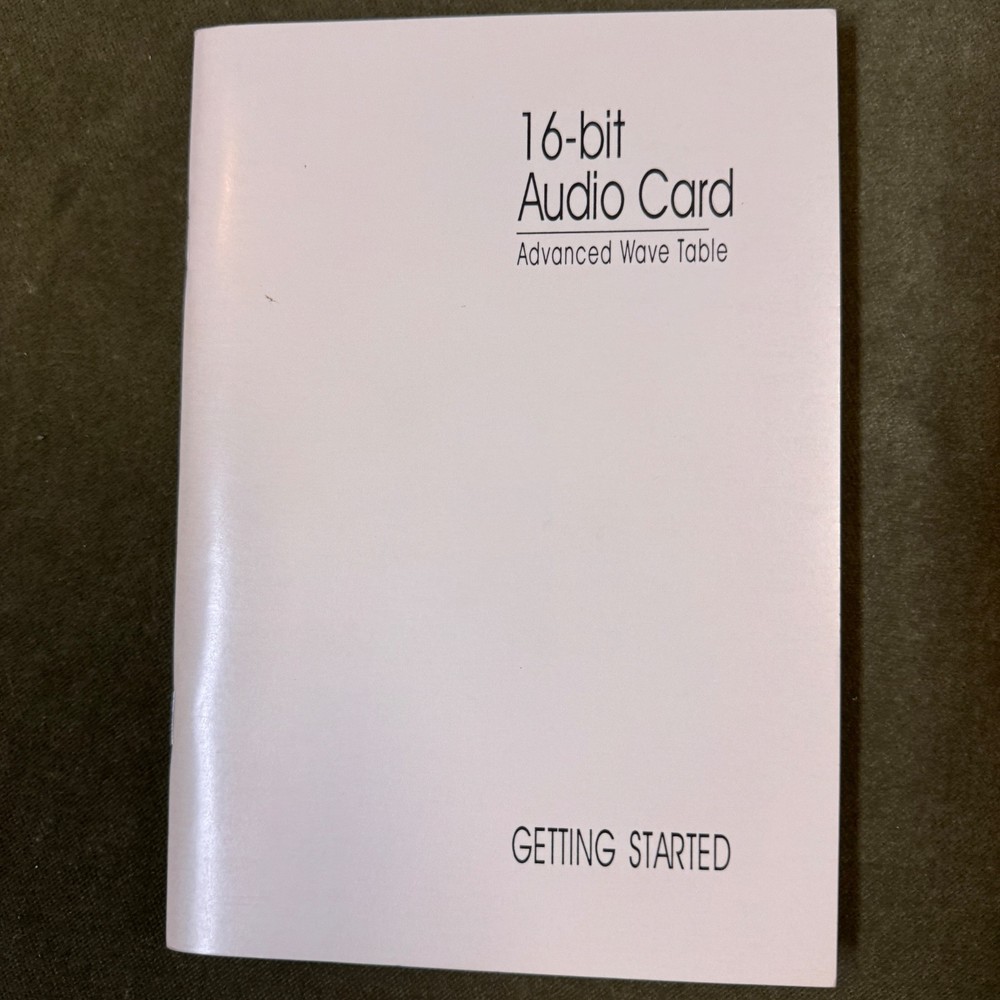 16-bit
Audio Card
Advanced Wave Table
GETTING STARTED